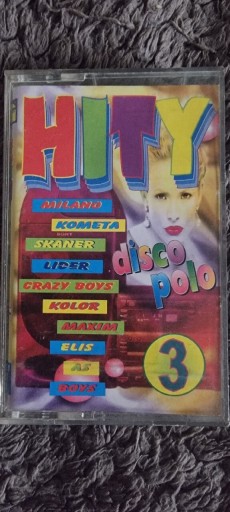 HITY
MILANO
KOMETA
SKANER
LIDER
CRAZY BOYS
KOLOR
MAXIM
ELIS
AS
BOYS
disco
polo
3